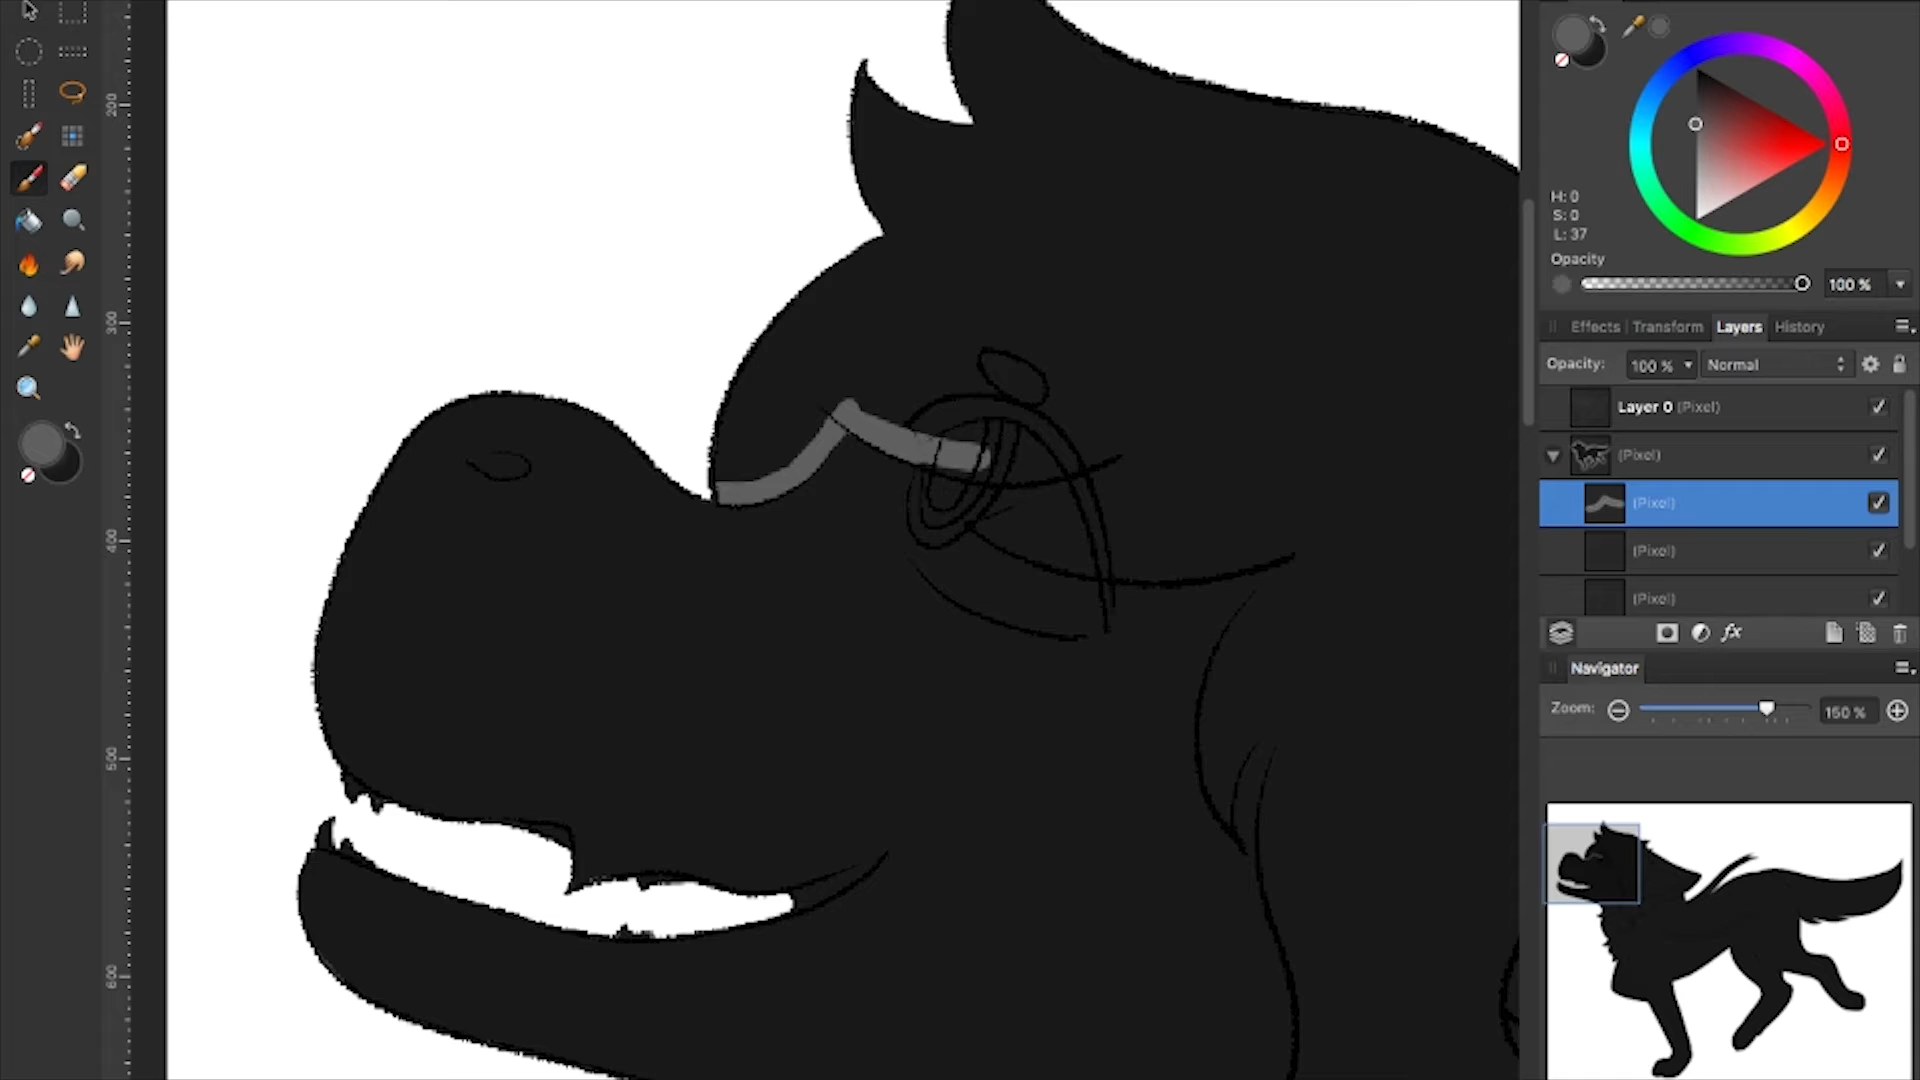 200
300
400
500
600
H: 0
S: 0
L: 37
Opacity
100 %
Effects Transform Layers History
Opacity: 100 % Normal
Layer 0 (Pixel)
(Pixel)
(Pixel)
(Pixel)
(Pixel)
fx
Navigator
Zoom: 150 %